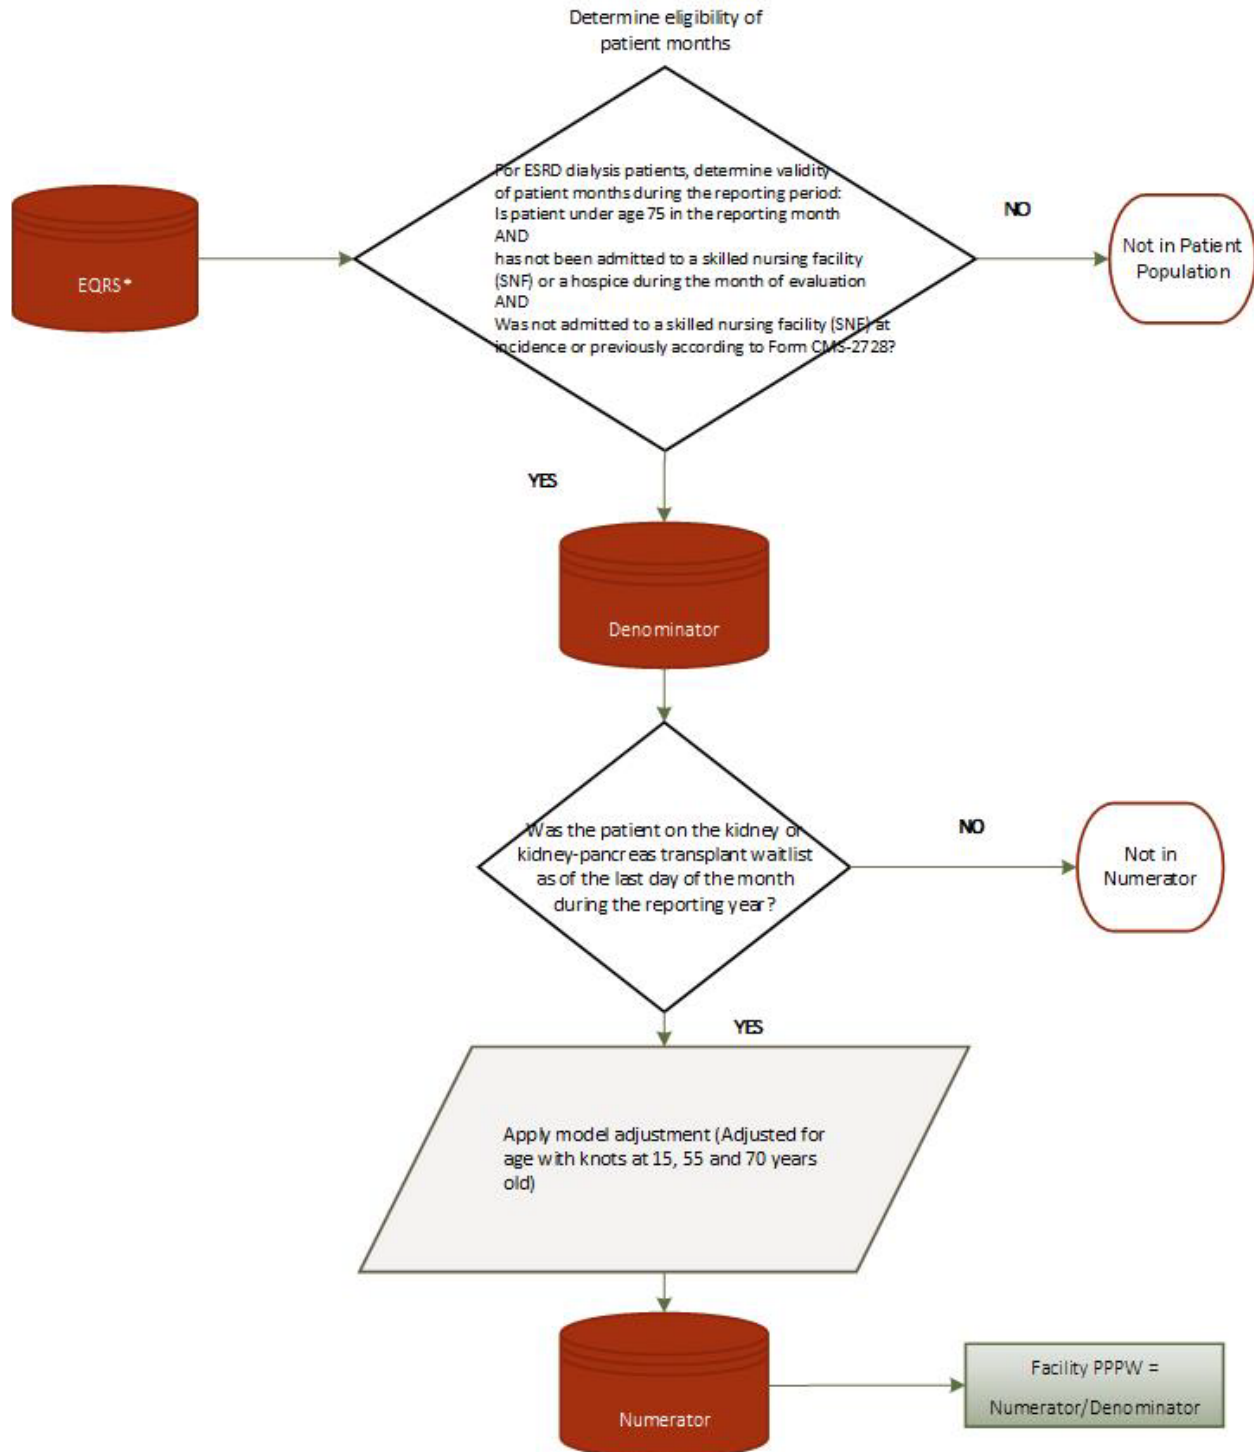 Determine eligibility of
patient months
For ESRD dialysis patients, determine validity
of patient months during the reporting period:
Is patient under age 75 in the reporting month
AND
has not been admitted to a skilled nursing facility
(SNF) or a hospice during the month of evaluation
AND
Was not admitted to a skilled nursing facility (SNF) at
incidence or previously according to Form CMS-2728?
EQRS*
NO
Not in Patient
Population
YES
Denominator
Was the patient on the kidney or
kidney-pancreas transplant waitlist
as of the last day of the month
during the reporting year?
NO
Not in
Numerator
YES
Apply model adjustment (Adjusted for
age with knots at 15, 55 and 70 years
old)
Numerator
Facility PPPW =
Numerator/Denominator